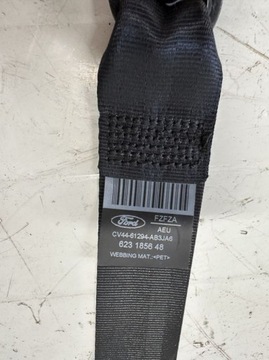 Ford
FZFZA
AEU
CV44-61294-AB3JA6
623 1856 48
WEBBING MAT.:<PET>